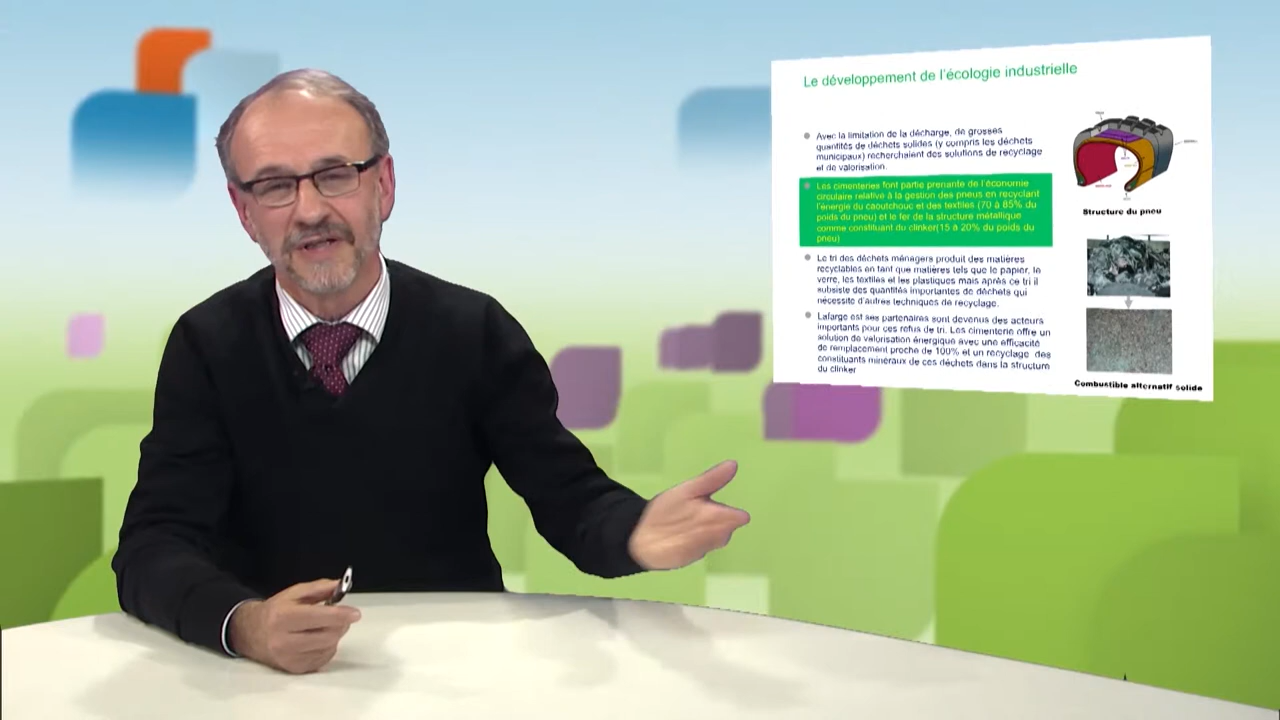 Le développement de l'écologie industrielle
Avec la limitation de la décharge, de grosses
quantités de déchets solides (y compris les déchets
municipaux) recherchaient des solutions de recyclage
et de valorisation.
Les cimenteries font partie prenante de l'économie
circulaire relative à la gestion des pneus en recyclant
l'énergie du caoutchouc et des textiles (70 à 85% du
poids du pneu) et le fer de la structure métallique
comme constituant du clinker(15 à 20% du poids du
pneu)
Le tri des déchets ménagers produit des matières
recyclables en tant que matières tels que le papier, le
verre, les textiles et les plastiques mais après ce tri il
subsiste des quantités importantes de déchets qui
nécessite d'autres techniques de recyclage.
Lafarge est ses partenaires sont devenus des acteurs
importants pour ces refus de tri. Les cimenterie offre un
solution de valorisation énergique avec une efficacité
de remplacement proche de 100% et un recyclage des
constituants minéraux de ces déchets dans la structure
du clinker
Structure du pneu
Combustible alternatif solide